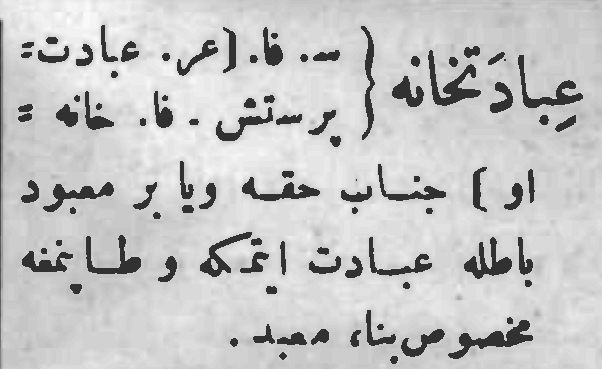 عِبادَتخانه { س. فا. [عر. عبادت=
پرستش. فا. خانه =
او ] جناب حقه ویا بر معبود
باطله عبادت ایتمکه و طاپنمغه
مخصوص بنا، معبد.